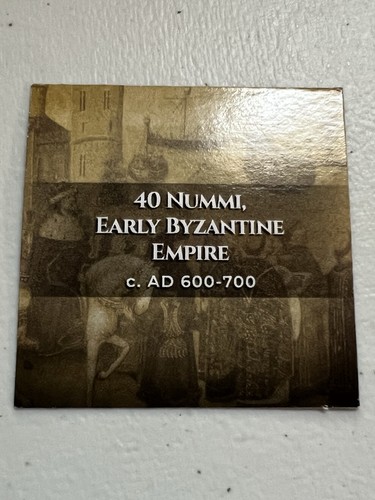 40 Nummi,
Early Byzantine
Empire
c. AD 600-700